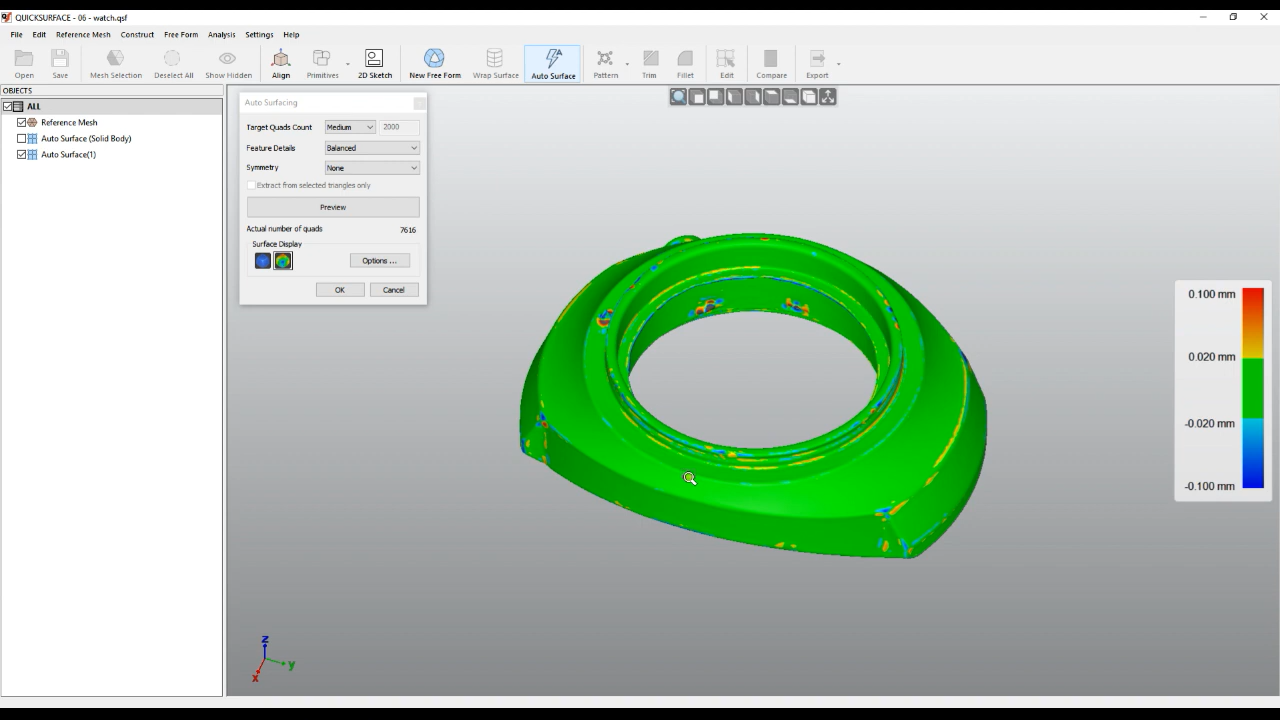 QUICKSURFACE - 06 - watch.qsf
File Edit Reference Mesh Construct Free Form Analysis Settings Help
Open Save Mesh Selection Deselect All Show Hidden Align Primitives 2D Sketch New Free Form Wrap Surface Auto Surface Pattern Trim Fillet Edit Compare Export
OBJECTS
ALL
Reference Mesh
Auto Surface (Solid Body)
Auto Surface(1)
Auto Surfacing
Target Quads Count Medium 2000
Feature Details Balanced
Symmetry None
Extract from selected triangles only
Preview
Actual number of quads 7616
Surface Display
Options ...
OK Cancel
0.100 mm
0.020 mm
-0.020 mm
-0.100 mm
z
y
x